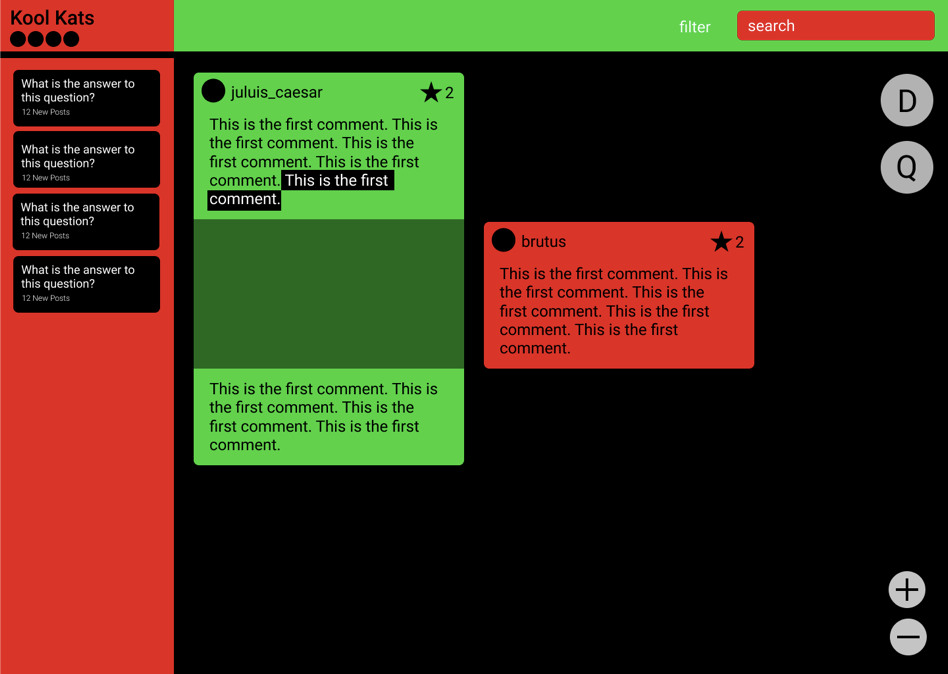 Kool Kats
filter
search
What is the answer to
this question?
12 New Posts
What is the answer to
this question?
12 New Posts
What is the answer to
this question?
12 New Posts
What is the answer to
this question?
12 New Posts
juluis_caesar
2
This is the first comment. This is
the first comment. This is the
first comment. This is the first
comment. This is the first
comment.
This is the first comment. This is
the first comment. This is the
first comment. This is the first
comment.
brutus
2
This is the first comment. This is
the first comment. This is the
first comment. This is the first
comment. This is the first
comment.
D
Q